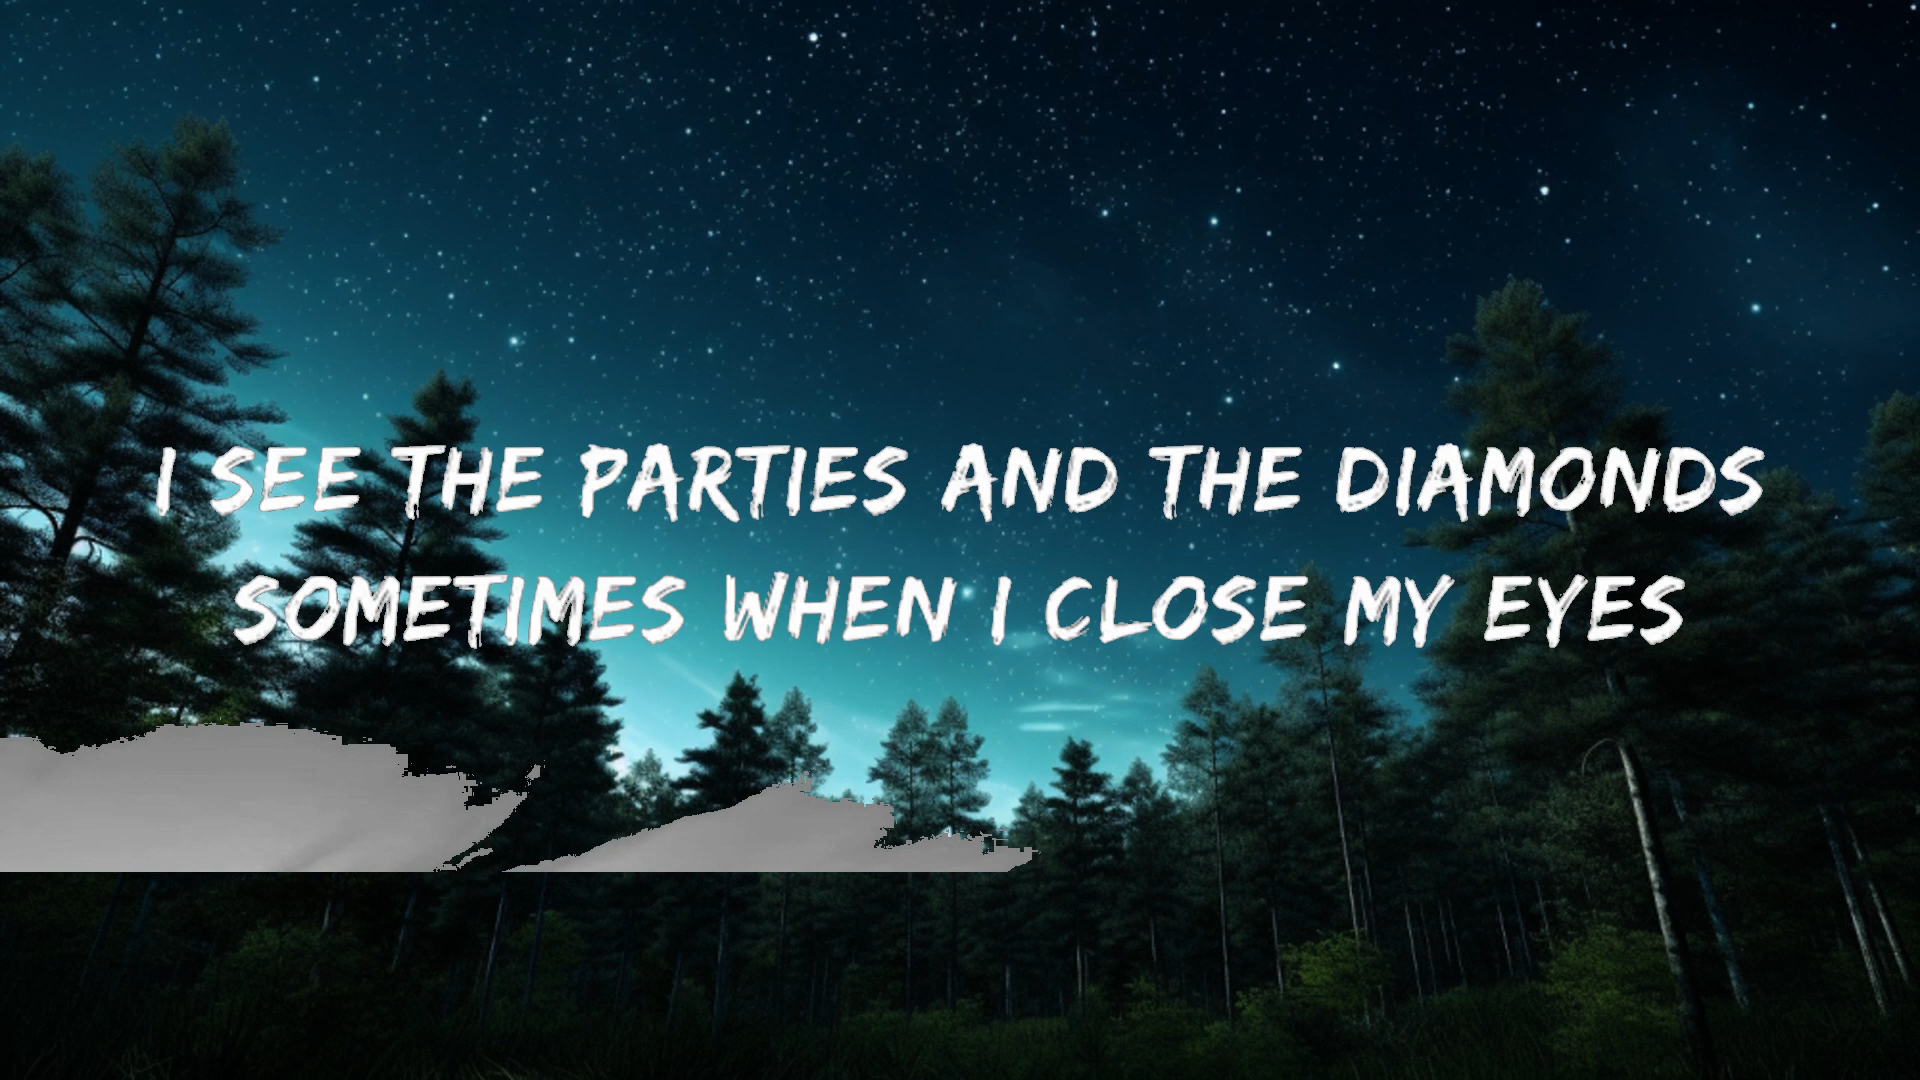 I SEE THE PARTIES AND THE DIAMONDS
SOMETIMES WHEN I CLOSE MY EYES